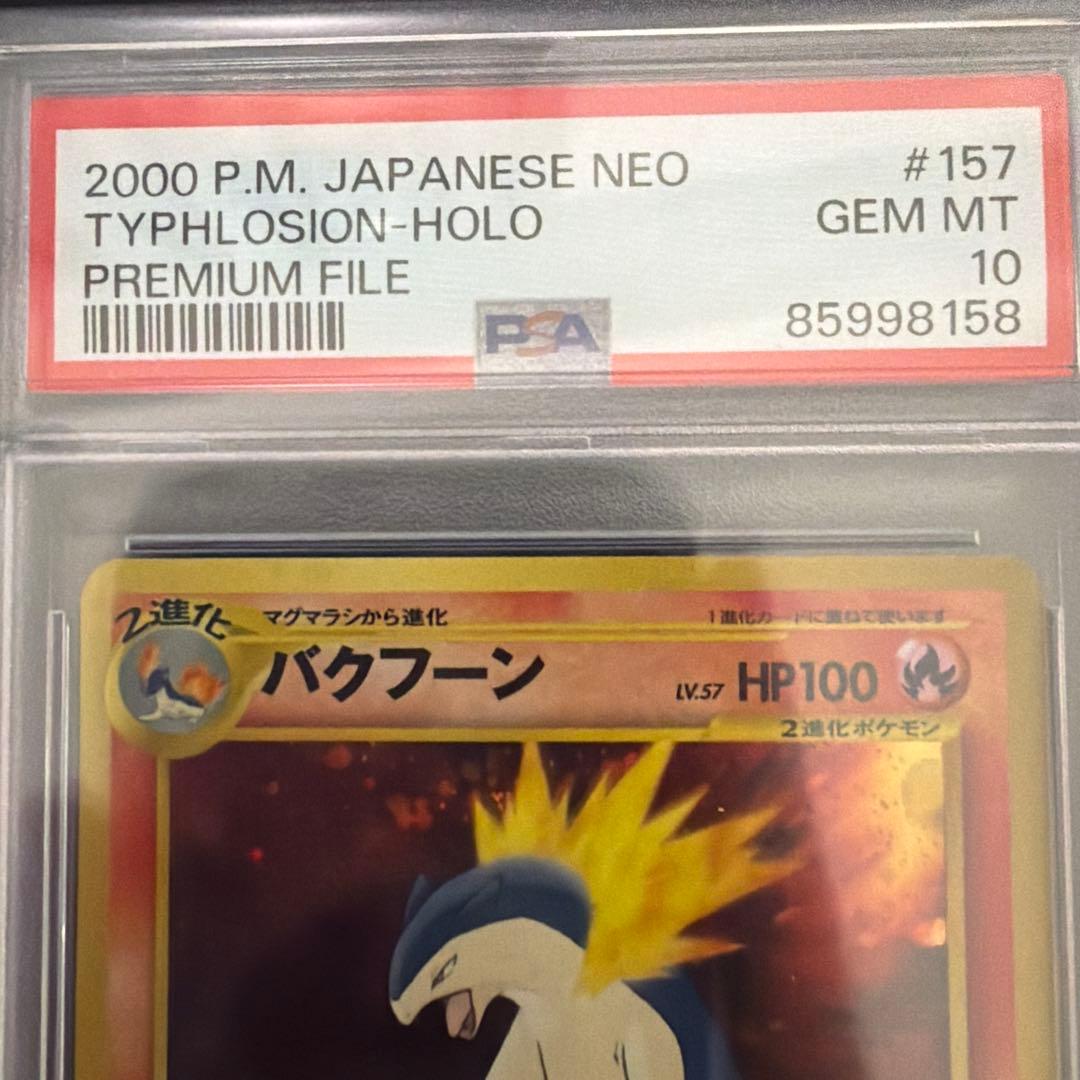 2000 P.M. JAPANESE NEO #157
TYPHLOSION-HOLO GEM MT
PREMIUM FILE 10
85998158
PSA
2進化 マグマラシから進化 1進化カードに重ねて使います
バクフーン LV.57 HP100
2進化ポケモン